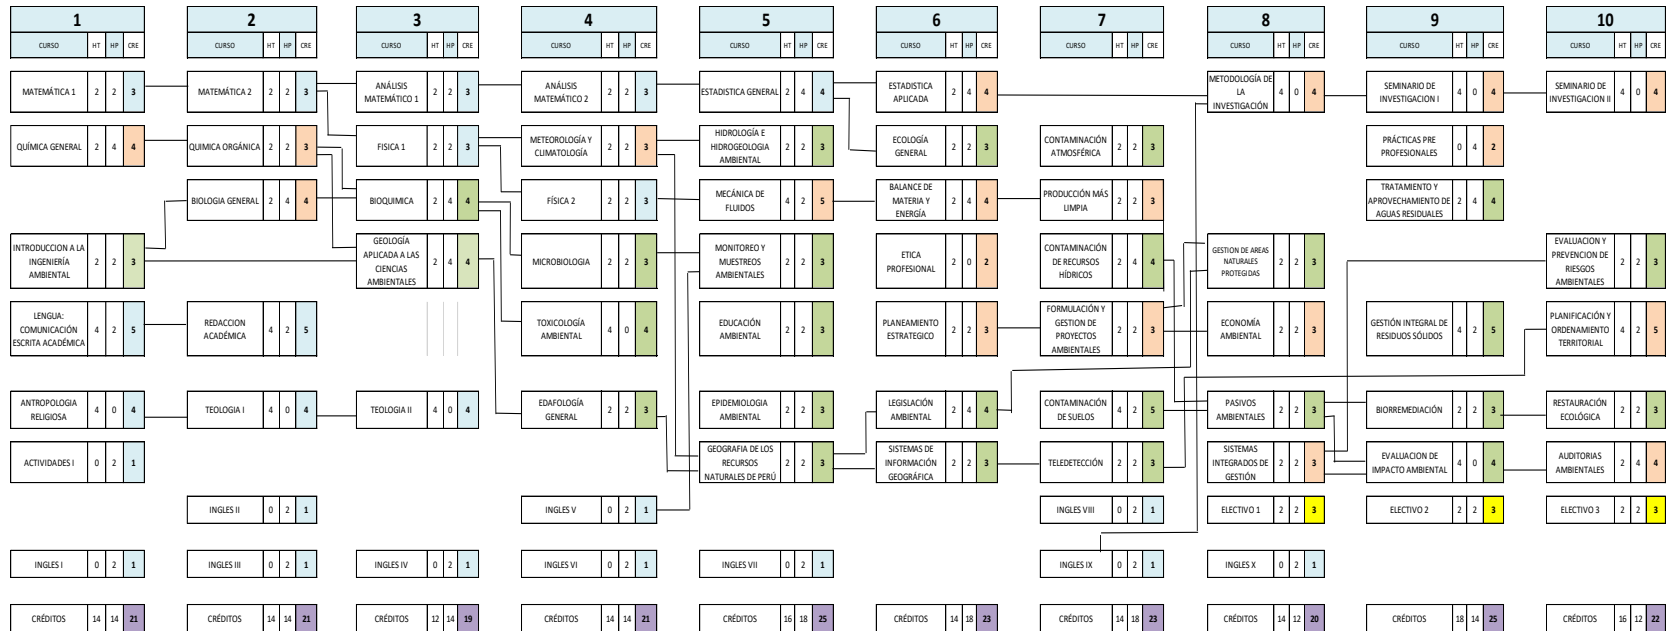 1 2 3 4 5 6 7 8 9 10
CURSO HT HP CRE CURSO HT HP CRE CURSO HT HP CRE CURSO HT HP CRE CURSO HT HP CRE CURSO HT HP CRE CURSO HT HP CRE CURSO HT HP CRE CURSO HT HP CRE CURSO HT HP CRE
MATEMÁTICA 1 2 2 3
MATEMÁTICA 2 2 2 3
ANÁLISIS
MATEMÁTICO 1 2 2 3
ANÁLISIS
MATEMÁTICO 2 2 2 3
ESTADISTICA GENERAL 2 4 4
ESTADISTICA
APLICADA 2 4 4
METODOLOGÍA DE
LA
INVESTIGACIÓN 4 0 4
SEMINARIO DE
INVESTIGACION I 4 0 4
SEMINARIO DE
INVESTIGACION II 4 0 4
QUÍMICA GENERAL 2 4 4
QUIMICA ORGÁNICA 2 2 3
FISICA 1 2 2 3
METEOROLOGÍA Y
CLIMATOLOGÍA 2 2 3
HIDROLOGÍA E
HIDROGEOLOGIA
AMBIENTAL 2 2 3
ECOLOGÍA
GENERAL 2 2 3
CONTAMINACIÓN
ATMOSFÉRICA 2 2 3
PRÁCTICAS PRE
PROFESIONALES 0 4 2
BIOLOGIA GENERAL 2 4 4
BIOQUIMICA 2 4 4
FÍSICA 2 2 2 3
MECÁNICA DE
FLUIDOS 4 2 5
BALANCE DE
MATERIA Y
ENERGÍA 2 4 4
PRODUCCIÓN MÁS
LIMPIA 2 2 3
TRATAMIENTO Y
APROVECHAMIENTO DE
AGUAS RESIDUALES 2 4 4
INTRODUCCION A LA
INGENIERÍA
AMBIENTAL 2 2 3
GEOLOGÍA
APLICADA A LAS
CIENCIAS
AMBIENTALES 2 4 4
MICROBIOLOGIA 2 2 3
MONITOREO Y
MUESTREOS
AMBIENTALES 2 2 3
ETICA
PROFESIONAL 2 0 2
CONTAMINACIÓN
DE RECURSOS
HÍDRICOS 2 4 4
GESTION DE AREAS
NATURALES
PROTEGIDAS 2 2 3
EVALUACION Y
PREVENCION DE
RIESGOS
AMBIENTALES 2 2 3
LENGUA:
COMUNICACIÓN
ESCRITA ACADÉMICA 4 2 5
REDACCION
ACADÉMICA 4 2 5
TOXICOLOGÍA
AMBIENTAL 4 0 4
EDUCACIÓN
AMBIENTAL 2 2 3
PLANEAMIENTO
ESTRATEGICO 2 2 3
FORMULACIÓN Y
GESTION DE
PROYECTOS
AMBIENTALES 2 2 3
ECONOMÍA
AMBIENTAL 2 2 3
GESTIÓN INTEGRAL DE
RESIDUOS SÓLIDOS 4 2 5
PLANIFICACIÓN Y
ORDENAMIENTO
TERRITORIAL 4 2 5
ANTROPOLOGIA
RELIGIOSA 4 0 4
TEOLOGIA I 4 0 4
TEOLOGIA II 4 0 4
EDAFOLOGÍA
GENERAL 2 2 3
EPIDEMIOLOGIA
AMBIENTAL 2 2 3
LEGISLACIÓN
AMBIENTAL 2 4 4
CONTAMINACIÓN
DE SUELOS 4 2 5
PASIVOS
AMBIENTALES 2 2 3
BIORREMEDIACIÓN 2 2 3
RESTAURACIÓN
ECOLÓGICA 2 2 3
ACTIVIDADES I 0 2 1
GEOGRAFIA DE LOS
RECURSOS
NATURALES DE PERÚ 2 2 3
SISTEMAS DE
INFORMACIÓN
GEOGRÁFICA 2 2 3
TELEDETECCIÓN 2 2 3
SISTEMAS
INTEGRADOS DE
GESTIÓN 2 2 3
EVALUACION DE
IMPACTO AMBIENTAL 4 0 4
AUDITORIAS
AMBIENTALES 2 4 4
INGLES II 0 2 1
INGLES V 0 2 1
INGLES VIII 0 2 1
ELECTIVO 1 2 2 3
ELECTIVO 2 2 2 3
ELECTIVO 3 2 2 3
INGLES I 0 2 1
INGLES III 0 2 1
INGLES IV 0 2 1
INGLES VI 0 2 1
INGLES VII 0 2 1
INGLES IX 0 2 1
INGLES X 0 2 1
CRÉDITOS 14 14 21
CRÉDITOS 14 14 21
CRÉDITOS 12 14 19
CRÉDITOS 14 14 21
CRÉDITOS 16 18 25
CRÉDITOS 14 18 23
CRÉDITOS 14 18 23
CRÉDITOS 14 12 20
CRÉDITOS 18 14 25
CRÉDITOS 16 12 22